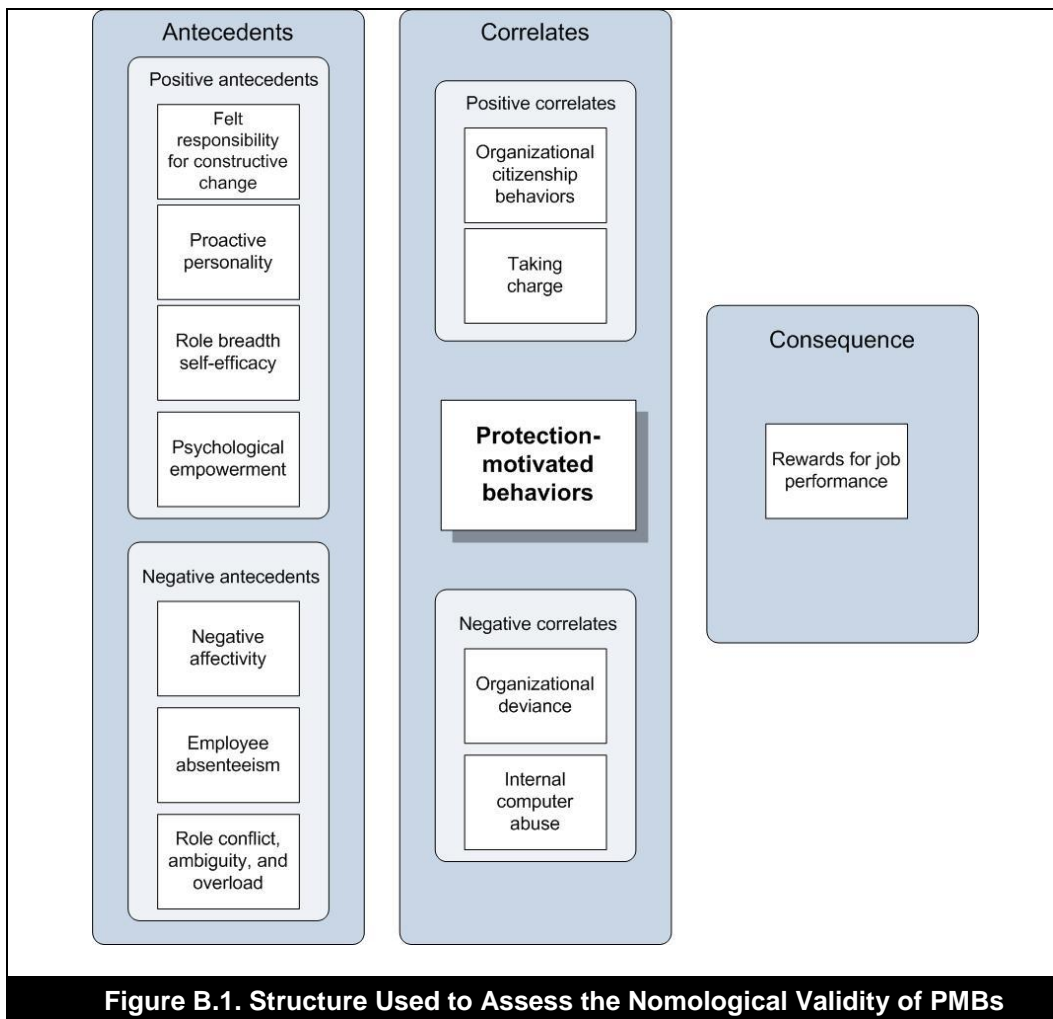 Antecedents
Positive antecedents
Felt
responsibility
for constructive
change
Proactive
personality
Role breadth
self-efficacy
Psychological
empowerment
Negative antecedents
Negative
affectivity
Employee
absenteeism
Role conflict,
ambiguity, and
overload
Correlates
Positive correlates
Organizational
citizenship
behaviors
Taking
charge
Protection-
motivated
behaviors
Negative correlates
Organizational
deviance
Internal
computer
abuse
Consequence
Rewards for job
performance
Figure B.1. Structure Used to Assess the Nomological Validity of PMBs